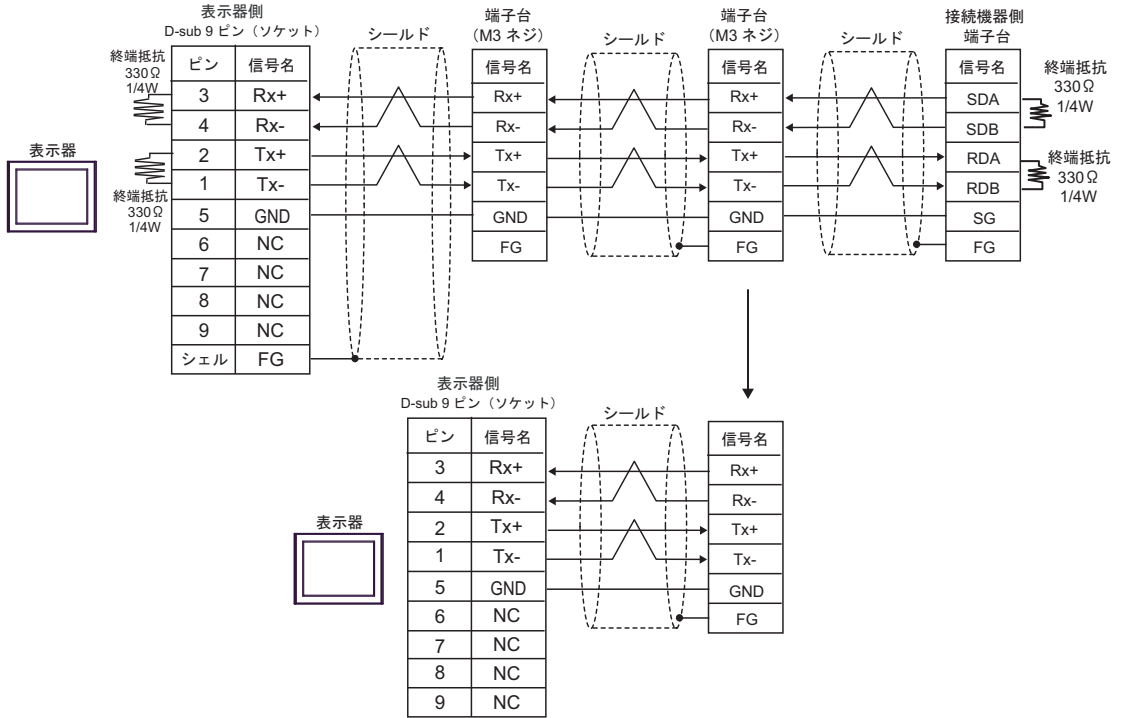 表示器側
D-sub 9 ピン（ソケット）
シールド
端子台
（M3 ネジ）
シールド
端子台
（M3 ネジ）
シールド
接続機器側
端子台
終端抵抗
330Ω
1/4W
ピン 信号名
3 Rx+
4 Rx-
2 Tx+
1 Tx-
5 GND
6 NC
7 NC
8 NC
9 NC
シェル FG
終端抵抗
330Ω
1/4W
表示器
信号名
Rx+
Rx-
Tx+
Tx-
GND
FG
信号名
Rx+
Rx-
Tx+
Tx-
GND
FG
信号名
SDA
SDB
RDA
RDB
SG
FG
終端抵抗
330Ω
1/4W
終端抵抗
330Ω
1/4W
表示器側
D-sub 9 ピン（ソケット）
シールド
表示器
ピン 信号名
3 Rx+
4 Rx-
2 Tx+
1 Tx-
5 GND
6 NC
7 NC
8 NC
9 NC
信号名
Rx+
Rx-
Tx+
Tx-
GND
FG